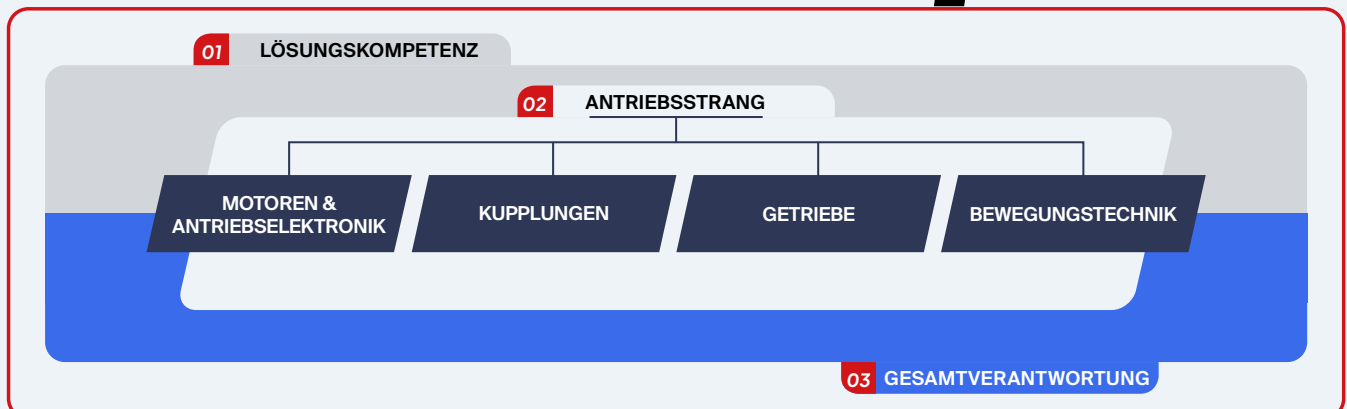 01 LÖSUNGSKOMPETENZ
02 ANTRIEBSSTRANG
MOTOREN &
ANTRIEBSELEKTRONIK
KUPPLUNGEN
GETRIEBE
BEWEGUNGSTECHNIK
03 GESAMTVERANTWORTUNG